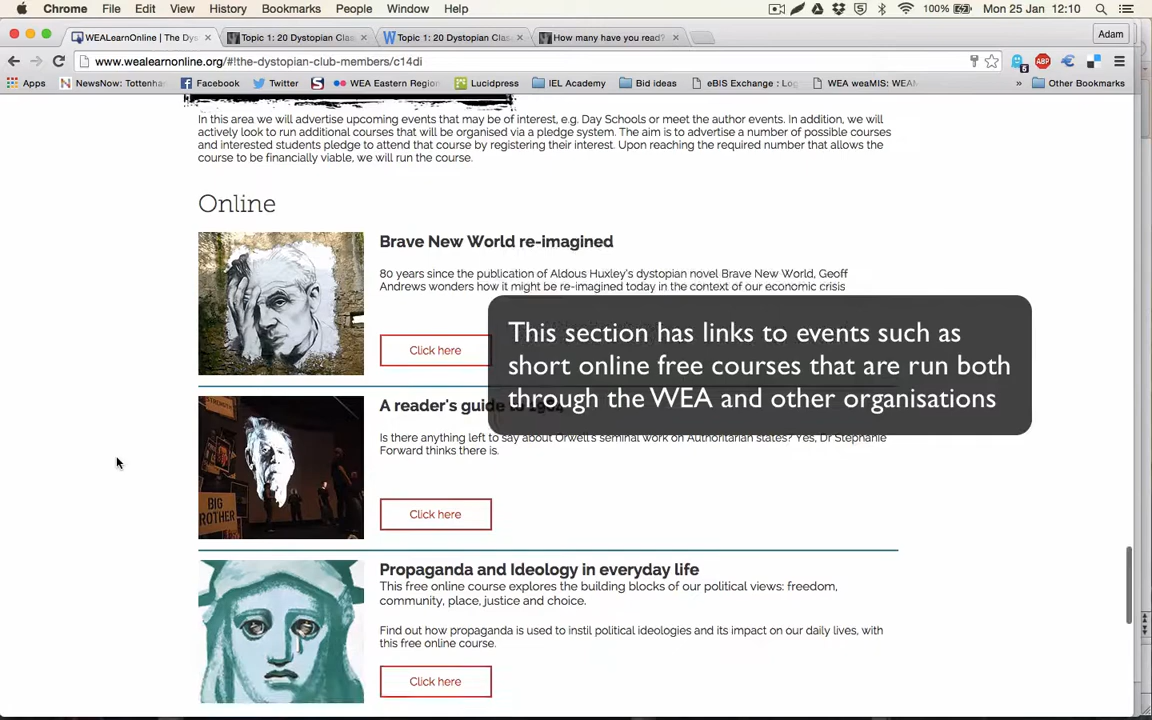 Chrome File Edit View History Bookmarks People Window Help 100% Mon 25 Jan 12:10
WEALearnOnline | The Dys Topic 1: 20 Dystopian Clas Topic 1: 20 Dystopian Clas How many have you read? Adam
www.wealearnonline.org/#!the-dystopian-club-members/c14di
Apps NewsNow: Tottenha Facebook Twitter WEA Eastern Region Lucidpress IEL Academy Bid ideas eBIS Exchange : Log WEA weaMIS: WEA
In this area we will advertise upcoming events that may be of interest, e.g. Day Schools or meet the author events. In addition, we will
actively look to run additional courses that will be organised via a pledge system. The aim is to advertise a number of possible courses
and interested students pledge to attend that course by registering their interest. Upon reaching the required number that allows the
course to be financially viable, we will run the course.
Online
Brave New World re-imagined
80 years since the publication of Aldous Huxley's dystopian novel Brave New World, Geoff
Andrews wonders how it might be re-imagined today in the context of our economic crisis
Click here
This section has links to events such as
short online free courses that are run both
through the WEA and other organisations
A reader's guide to 1984
Is there anything left to say about Orwell's seminal work on Authoritarian states? Yes, Dr Stephanie
Forward thinks there is.
BIG
BROTHER
Click here
Propaganda and Ideology in everyday life
This free online course explores the building blocks of our political views: freedom,
community, place, justice and choice.
Find out how propaganda is used to instil political ideologies and its impact on our daily lives, with
this free online course.
Click here